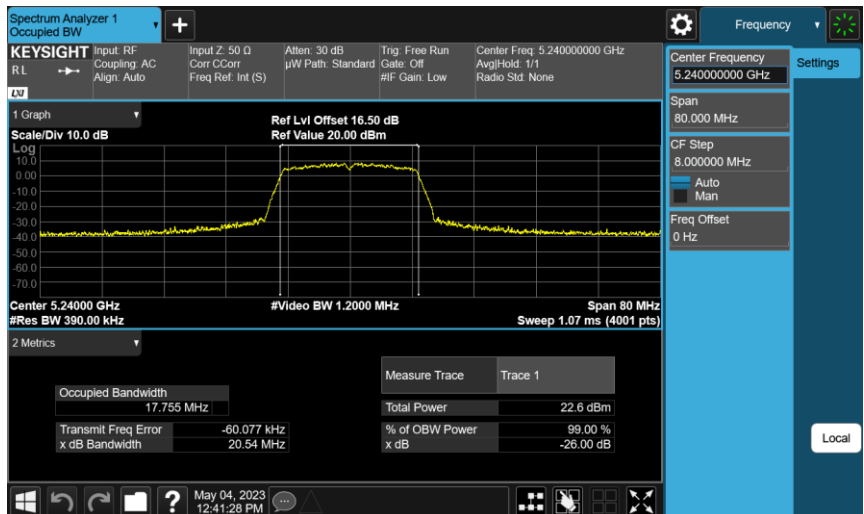 Spectrum Analyzer 1
Occupied BW
+
Frequency
KEYSIGHT
R L
LXI
Input: RF
Coupling: AC
Align: Auto
Input Z: 50 Ω
Corr CCorr
Freq Ref: Int (S)
Atten: 30 dB
µW Path: Standard
Trig: Free Run
Gate: Off
#IF Gain: Low
Center Freq: 5.240000000 GHz
Avg|Hold: 1/1
Radio Std: None
Center Frequency
5.240000000 GHz
Settings
Span
80.000 MHz
CF Step
8.000000 MHz
Auto
Man
Freq Offset
0 Hz
Local
1 Graph
Scale/Div 10.0 dB
Ref Lvl Offset 16.50 dB
Ref Value 20.00 dBm
Log
10.0
0.00
-10.0
-20.0
-30.0
-40.0
-50.0
-60.0
-70.0
Center 5.24000 GHz
#Video BW 1.2000 MHz
Span 80 MHz
#Res BW 390.00 kHz
Sweep 1.07 ms (4001 pts)
2 Metrics
Measure Trace Trace 1
Occupied Bandwidth
17.755 MHz
Total Power 22.6 dBm
Transmit Freq Error -60.077 kHz
% of OBW Power 99.00 %
x dB Bandwidth 20.54 MHz
x dB -26.00 dB
?
May 04, 2023
12:41:28 PM